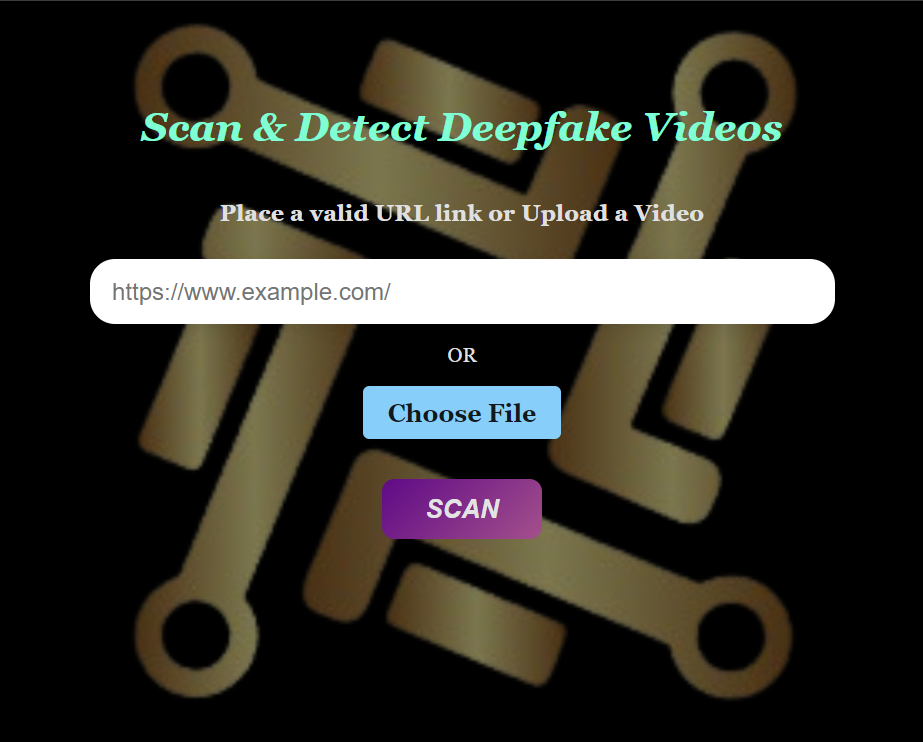 Scan & Detect Deepfake Videos
Place a valid URL link or Upload a Video
https://www.example.com/
OR
Choose File
SCAN